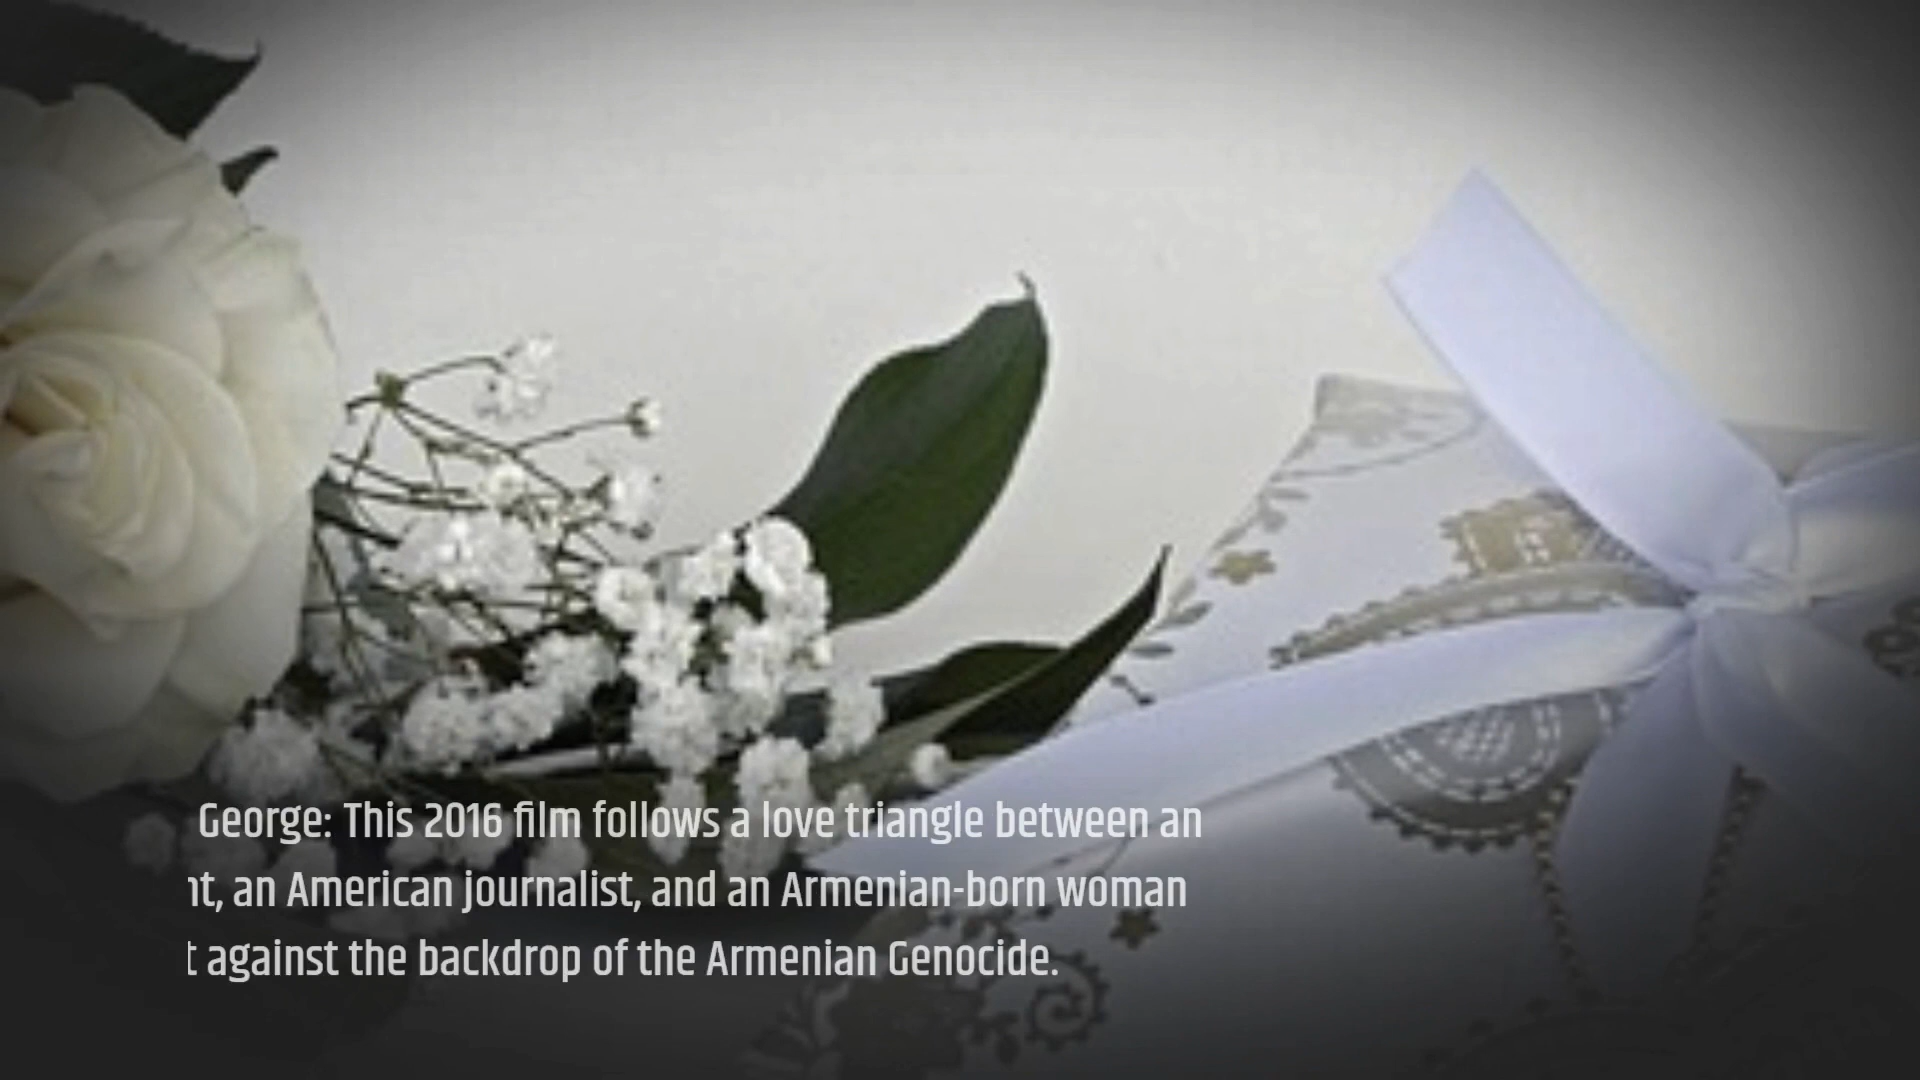 George: This 2016 film follows a love triangle between an
an American journalist, and an Armenian-born woman
against the backdrop of the Armenian Genocide.